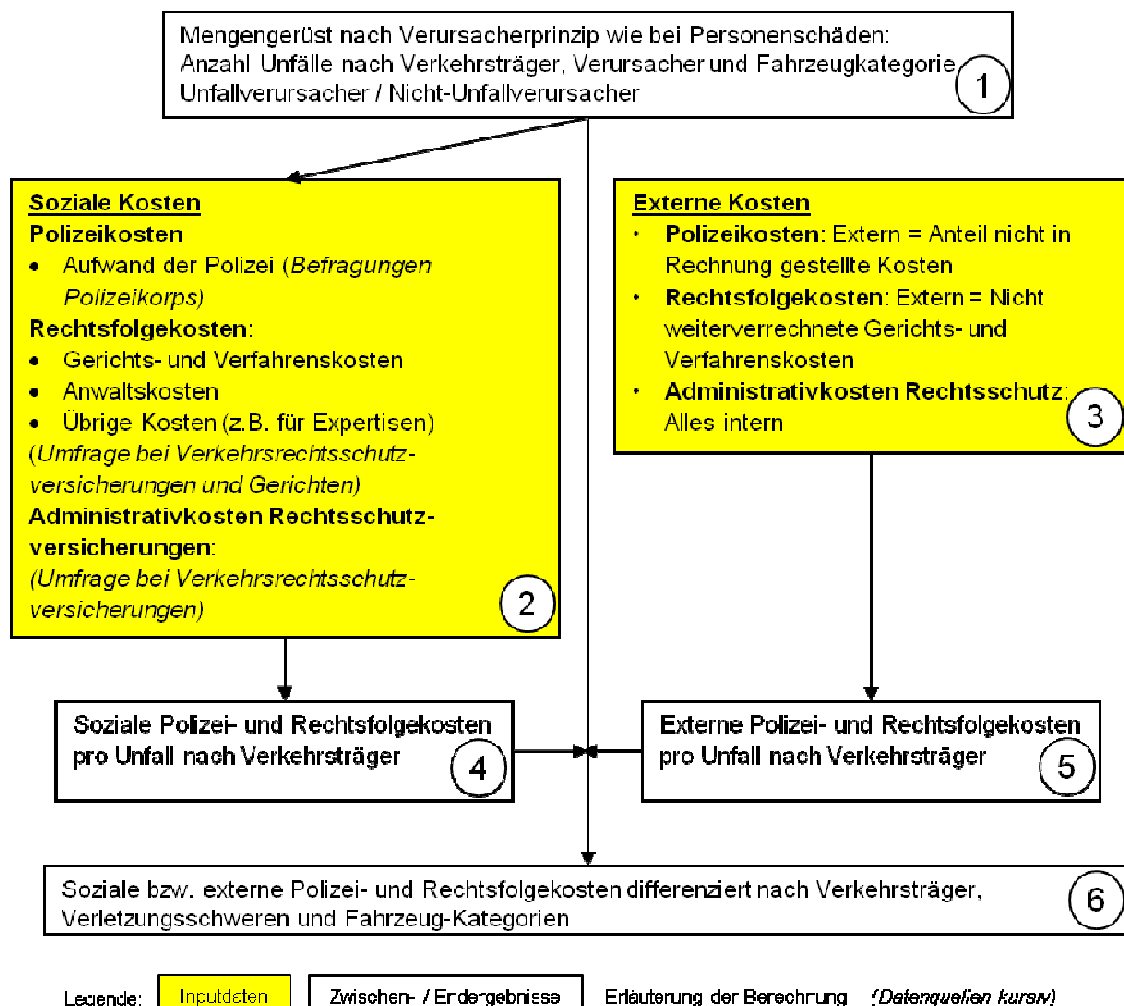 Mengengerüst nach Verursacherprinzip wie bei Personenschäden:
Anzahl Unfälle nach Verkehrsträger, Verursacher und Fahrzeugkategorie
Unfallverursacher / Nicht-Unfallverursacher
1
Soziale Kosten
Polizeikosten
• Aufwand der Polizei (Befragungen
Polizeikorps)
Rechtsfolgekosten:
• Gerichts- und Verfahrenskosten
• Anwaltskosten
• Übrige Kosten (z.B. für Expertisen)
(Umfrage bei Verkehrsrechtsschutz-
versicherungen und Gerichten)
Administrativkosten Rechtsschutz-
versicherungen:
(Umfrage bei Verkehrsrechtsschutz-
versicherungen)
2
Externe Kosten
• Polizeikosten: Extern = Anteil nicht in
Rechnung gestellte Kosten
• Rechtsfolgekosten: Extern = Nicht
weiterverrechnete Gerichts- und
Verfahrenskosten
• Administrativkosten Rechtsschutz:
Alles intern
3
Soziale Polizei- und Rechtsfolgekosten
pro Unfall nach Verkehrsträger
4
Externe Polizei- und Rechtsfolgekosten
pro Unfall nach Verkehrsträger
5
Soziale bzw. externe Polizei- und Rechtsfolgekosten differenziert nach Verkehrsträger,
Verletzungsschweren und Fahrzeug-Kategorien
6
Legende: Inputdaten Zwischen- / Endergebnisse Erläuterung der Berechnung (Datenquellen kursiv)